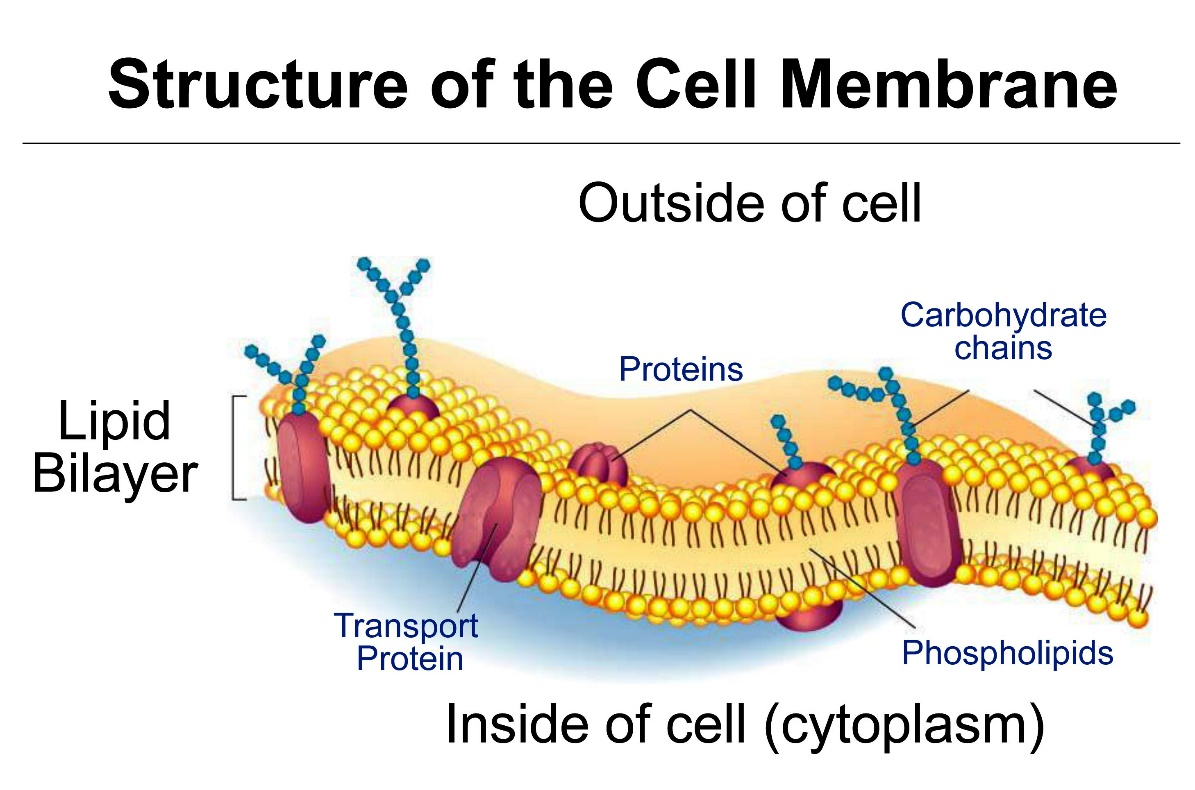 Structure of the Cell Membrane
Outside of cell
Carbohydrate
chains
Proteins
Lipid
Bilayer
Transport
Protein
Phospholipids
Inside of cell (cytoplasm)